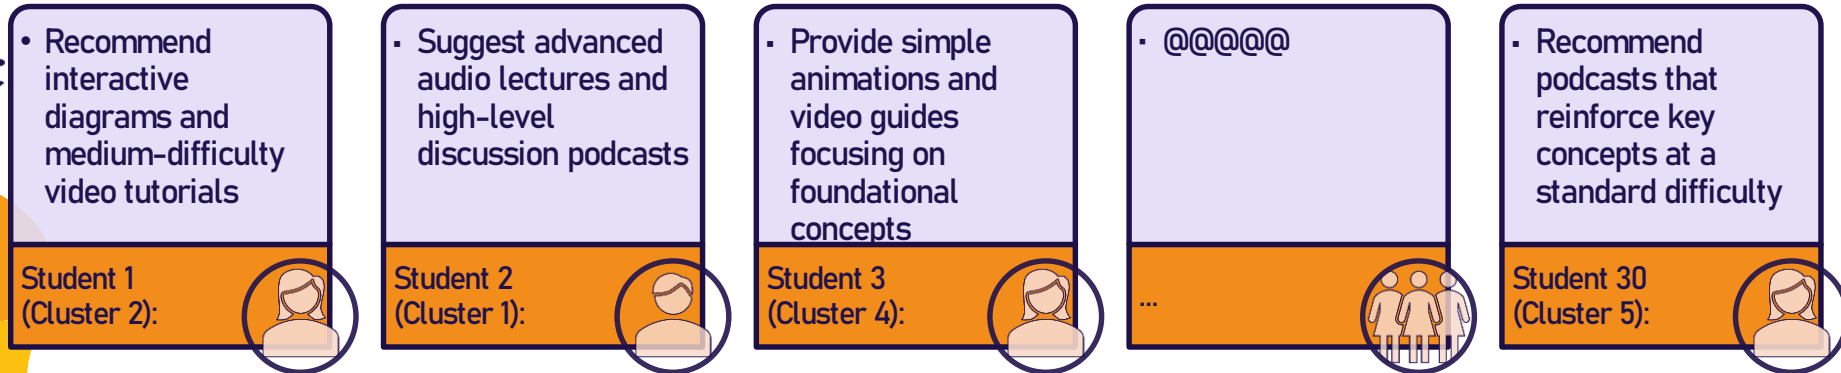 • Recommend
interactive
diagrams and
medium-difficulty
video tutorials
Student 1
(Cluster 2):
▪ Suggest advanced
audio lectures and
high-level
discussion podcasts
Student 2
(Cluster 1):
▪ Provide simple
animations and
video guides
focusing on
foundational
concepts
Student 3
(Cluster 4):
▪ @@@@@
...
▪ Recommend
podcasts that
reinforce key
concepts at a
standard difficulty
Student 30
(Cluster 5):